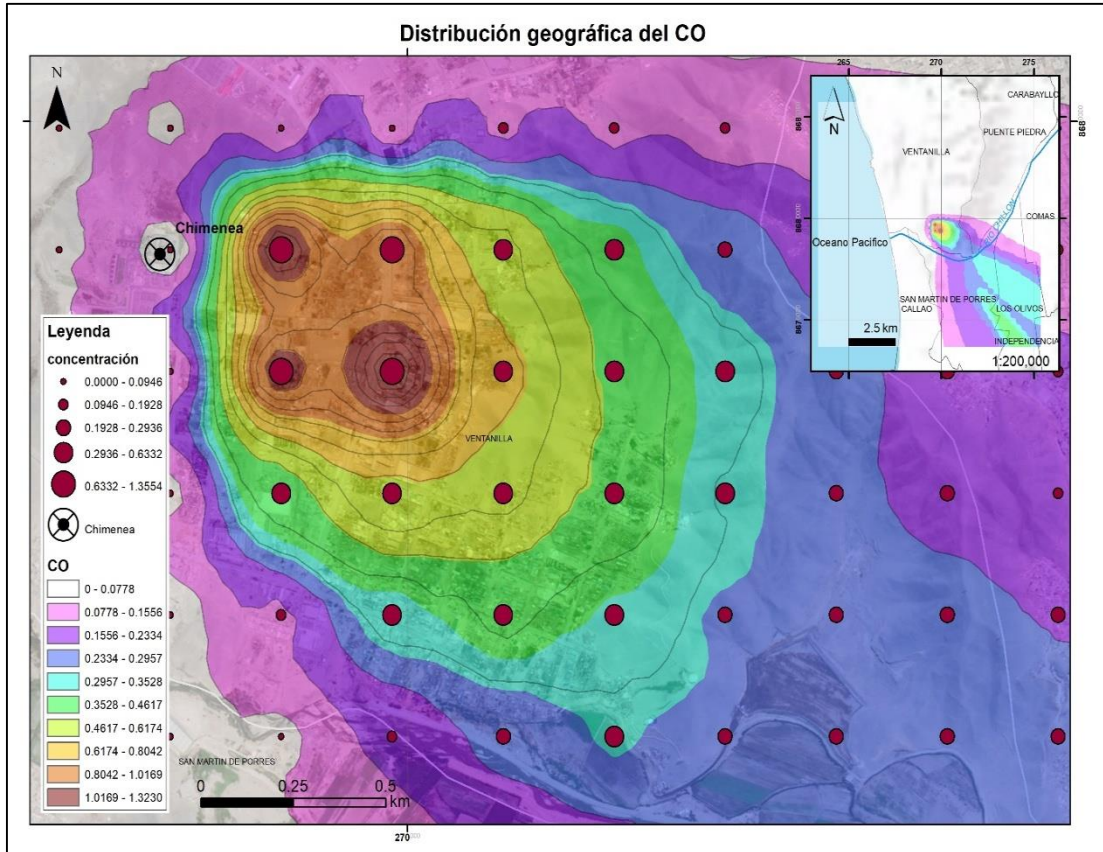 Distribución geográfica del CO
N
Chimenea
VENTANILLA
SAN MARTIN DE PORRES
Leyenda
concentración
0.0000 - 0.0946
0.0946 - 0.1928
0.1928 - 0.2936
0.2936 - 0.6332
0.6332 - 1.3554
Chimenea
CO
0 - 0.0778
0.0778 - 0.1556
0.1556 - 0.2334
0.2334 - 0.2957
0.2957 - 0.3528
0.3528 - 0.4617
0.4617 - 0.6174
0.6174 - 0.8042
0.8042 - 1.0169
1.0169 - 1.3230
0 0.25 0.5
km
270
265 270 275
N
CARABAYLLO
PUENTE PIEDRA
VENTANILLA
COMAS
Oceano Pacifico
SAN MARTIN DE PORRES
CALLAO
LOS OLIVOS
INDEPENDENCIA
2.5 km
1:200,000
868
868
867
868